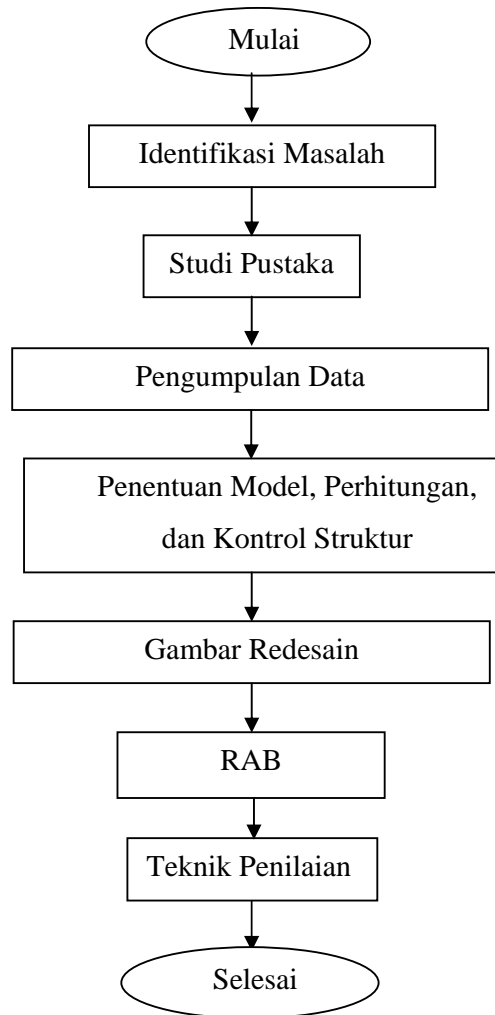 Mulai
Identifikasi Masalah
Studi Pustaka
Pengumpulan Data
Penentuan Model, Perhitungan,
dan Kontrol Struktur
Gambar Redesain
RAB
Teknik Penilaian
Selesai